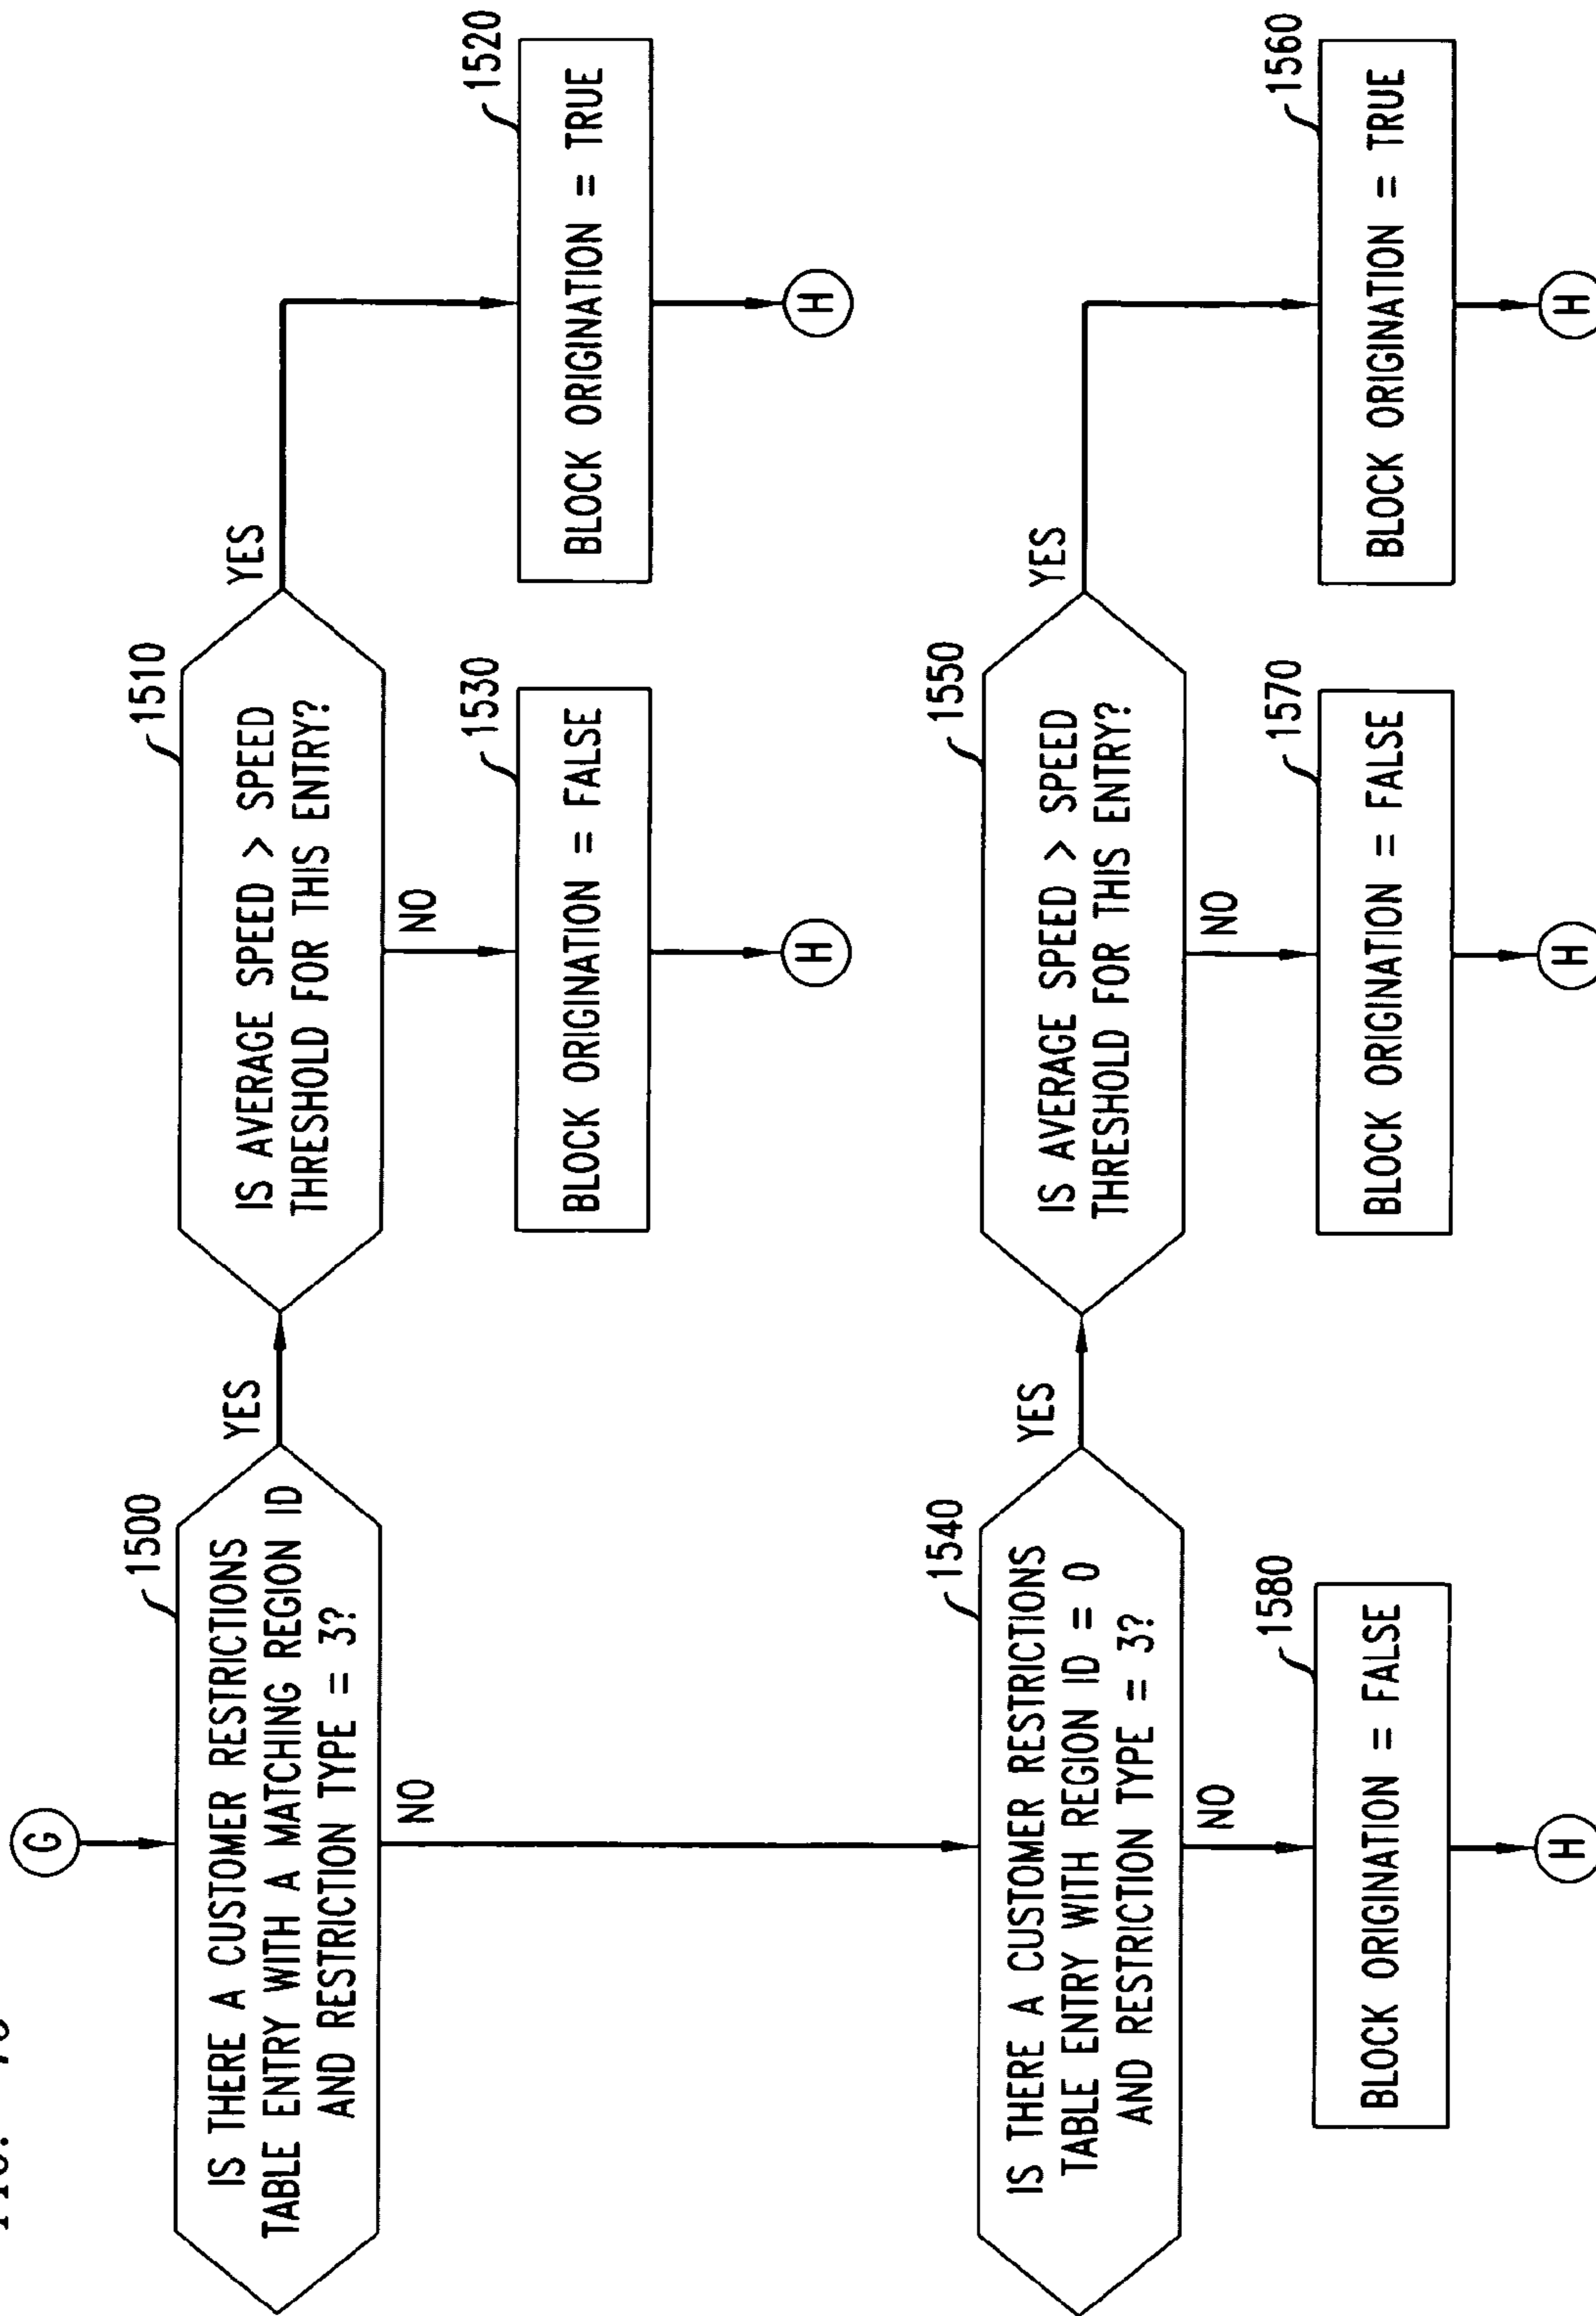 G
1500
IS THERE A CUSTOMER RESTRICTIONS
TABLE ENTRY WITH A MATCHING REGION ID
AND RESTRICTION TYPE = 3?
YES
NO
1510
IS AVERAGE SPEED > SPEED
THRESHOLD FOR THIS ENTRY?
YES
NO
1520
BLOCK ORIGINATION = TRUE
H
1530
BLOCK ORIGINATION = FALSE
H
1540
IS THERE A CUSTOMER RESTRICTIONS
TABLE ENTRY WITH REGION ID = 0
AND RESTRICTION TYPE = 3?
YES
NO
1550
IS AVERAGE SPEED > SPEED
THRESHOLD FOR THIS ENTRY?
YES
NO
1560
BLOCK ORIGINATION = TRUE
H
1570
BLOCK ORIGINATION = FALSE
H
1580
BLOCK ORIGINATION = FALSE
H